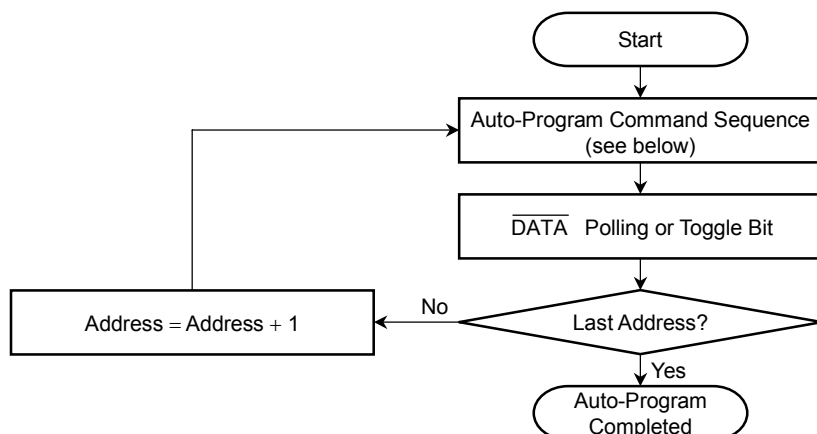 Start
Auto-Program Command Sequence
(see below)
DATA Polling or Toggle Bit
Last Address?
No
Address = Address + 1
Yes
Auto-Program
Completed